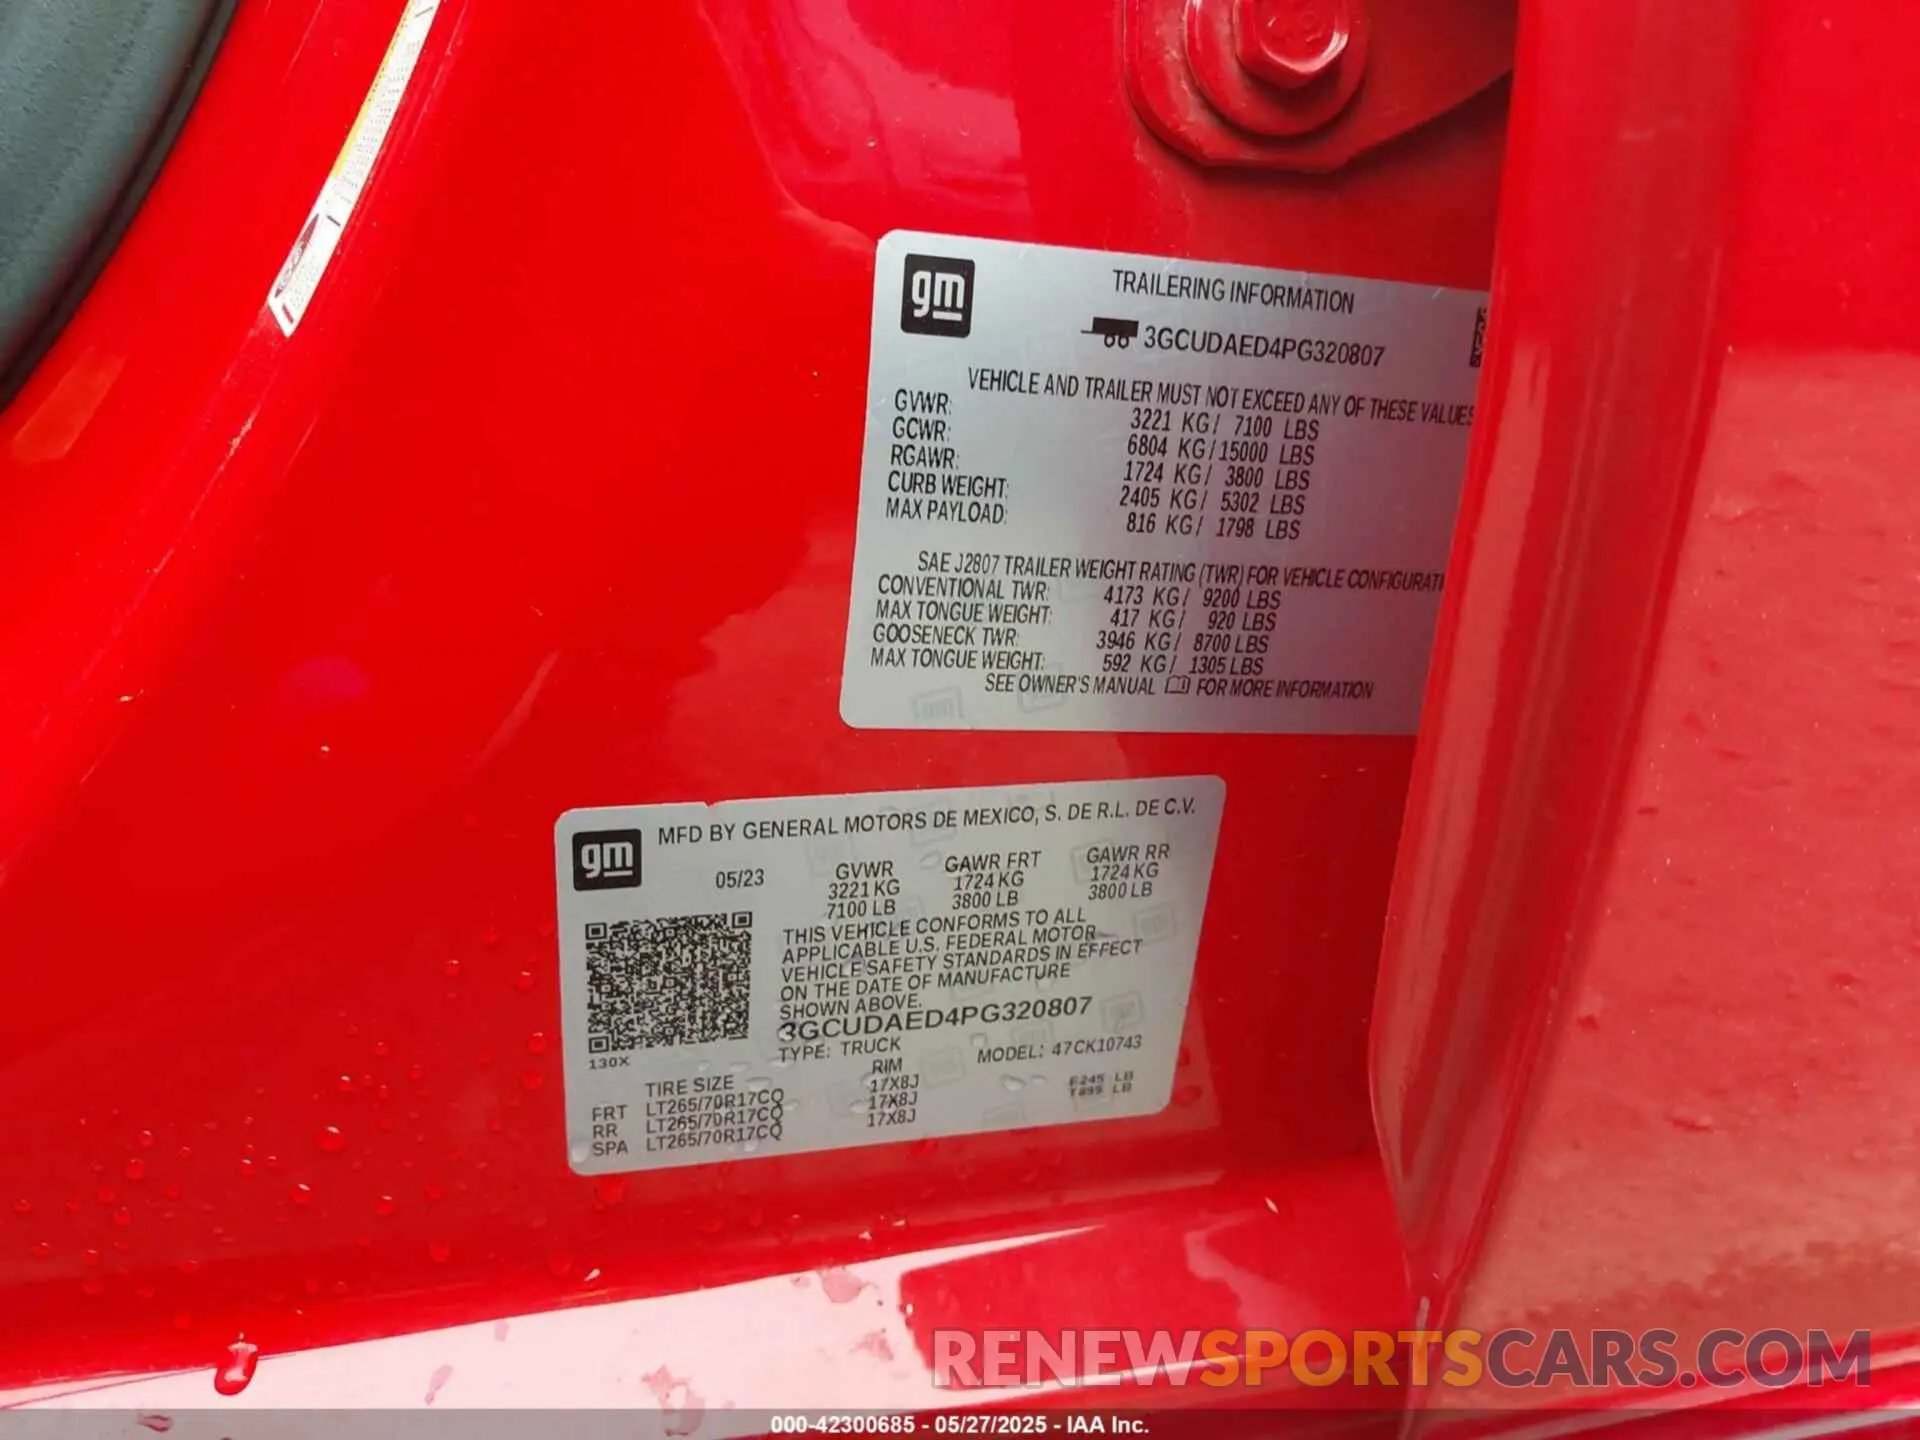 gm
TRAILERING INFORMATION
3GCUDAED4PG320807
VEHICLE AND TRAILER MUST NOT EXCEED ANY OF THESE VALUES
GVWR: 3221 KG/ 7100 LBS
GCWR: 6804 KG/15000 LBS
RGAWR: 1724 KG/ 3800 LBS
CURB WEIGHT: 2405 KG/ 5302 LBS
MAX PAYLOAD: 816 KG/ 1798 LBS
SAE J2807 TRAILER WEIGHT RATING (TWR) FOR VEHICLE CONFIGURATI
CONVENTIONAL TWR: 4173 KG/ 9200 LBS
MAX TONGUE WEIGHT: 417 KG/ 920 LBS
GOOSENECK TWR: 3946 KG/ 8700 LBS
MAX TONGUE WEIGHT: 592 KG/ 1305 LBS
SEE OWNER'S MANUAL FOR MORE INFORMATION
gm
MFD BY GENERAL MOTORS DE MEXICO, S. DE R.L. DE C.V.
05/23 GVWR GAWR FRT GAWR RR
3221 KG 1724 KG 1724 KG
7100 LB 3800 LB 3800 LB
THIS VEHICLE CONFORMS TO ALL
APPLICABLE U.S. FEDERAL MOTOR
VEHICLE SAFETY STANDARDS IN EFFECT
ON THE DATE OF MANUFACTURE
SHOWN ABOVE.
3GCUDAED4PG320807
130X
TYPE: TRUCK MODEL: 47CK10743
TIRE SIZE RIM
FRT LT265/70R17CQ 17X8J
RR LT265/70R17CQ 17X8J
SPA LT265/70R17CQ 17X8J
F245 LB
T899 LB
RENEWSPORTSCARS.COM
000-42300685 - 05/27/2025 - IAA Inc.